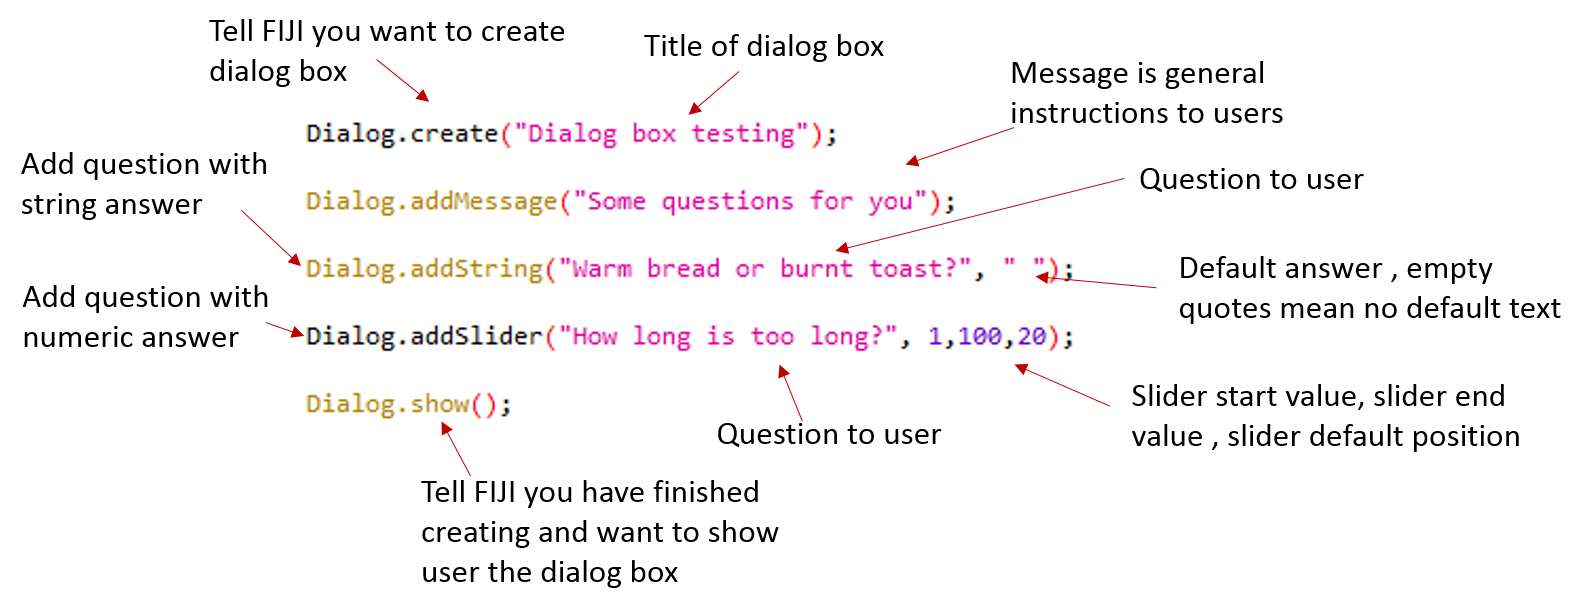 Tell FIJI you want to create
dialog box
Title of dialog box
Message is general
instructions to users
Dialog.create("Dialog box testing");
Add question with
string answer
Question to user
Dialog.addMessage("Some questions for you");
Dialog.addString("Warm bread or burnt toast?", " ");
Default answer , empty
quotes mean no default text
Add question with
numeric answer
Dialog.addSlider("How long is too long?", 1,100,20);
Slider start value, slider end
value , slider default position
Dialog.show();
Question to user
Tell FIJI you have finished
creating and want to show
user the dialog box